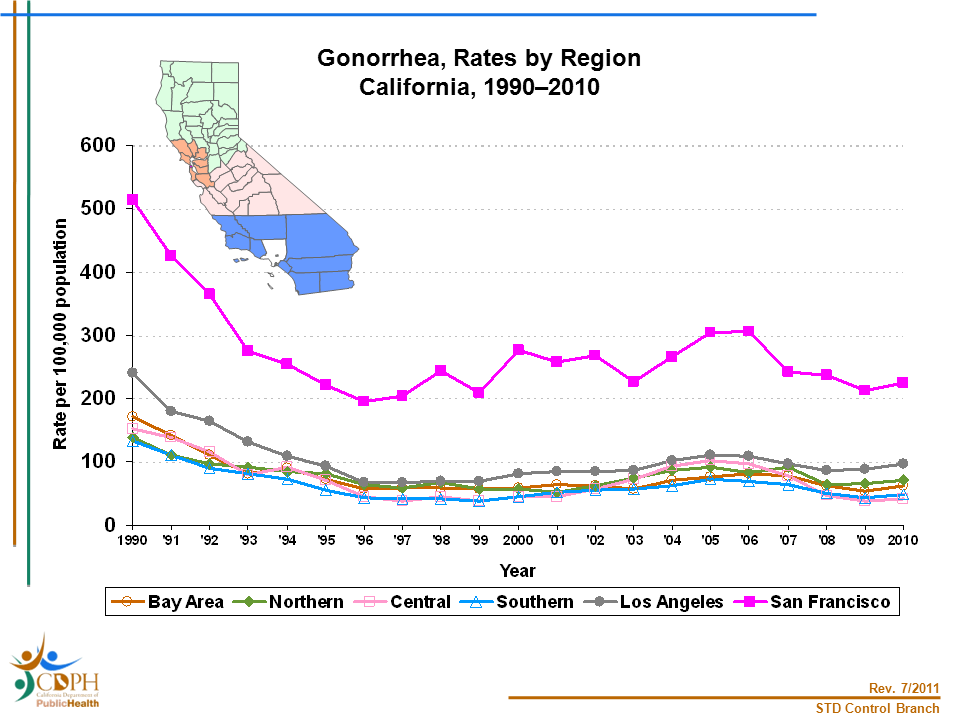 Gonorrhea, Rates by Region
California, 1990–2010
Rate per 100,000 population
600
500
400
300
200
100
0
1990 '91 '92 '93 '94 '95 '96 '97 '98 '99 2000 '01 '02 '03 '04 '05 '06 '07 '08 '09 2010
Year
Bay Area Northern Central Southern Los Angeles San Francisco
CDPH
California Department of
PublicHealth
Rev. 7/2011
STD Control Branch